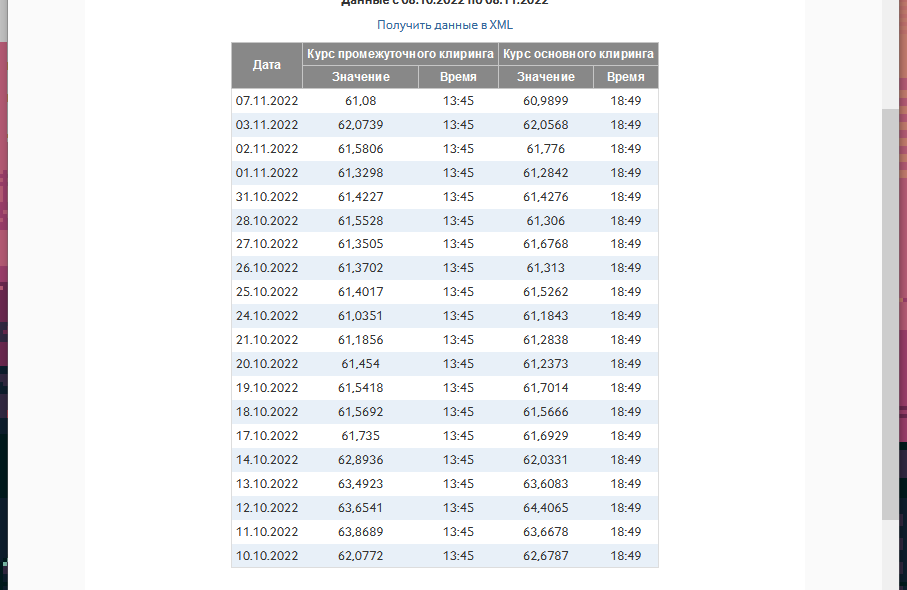 Данные с 08.10.2022 по 08.11.2022
Получить данные в XML
Дата Курс промежуточного клиринга Курс основного клиринга
Значение Время Значение Время
07.11.2022 61,08 13:45 60,9899 18:49
03.11.2022 62,0739 13:45 62,0568 18:49
02.11.2022 61,5806 13:45 61,776 18:49
01.11.2022 61,3298 13:45 61,2842 18:49
31.10.2022 61,4227 13:45 61,4276 18:49
28.10.2022 61,5528 13:45 61,306 18:49
27.10.2022 61,3505 13:45 61,6768 18:49
26.10.2022 61,3702 13:45 61,313 18:49
25.10.2022 61,4017 13:45 61,5262 18:49
24.10.2022 61,0351 13:45 61,1843 18:49
21.10.2022 61,1856 13:45 61,2838 18:49
20.10.2022 61,454 13:45 61,2373 18:49
19.10.2022 61,5418 13:45 61,7014 18:49
18.10.2022 61,5692 13:45 61,5666 18:49
17.10.2022 61,735 13:45 61,6929 18:49
14.10.2022 62,8936 13:45 62,0331 18:49
13.10.2022 63,4923 13:45 63,6083 18:49
12.10.2022 63,6541 13:45 64,4065 18:49
11.10.2022 63,8689 13:45 63,6678 18:49
10.10.2022 62,0772 13:45 62,6787 18:49